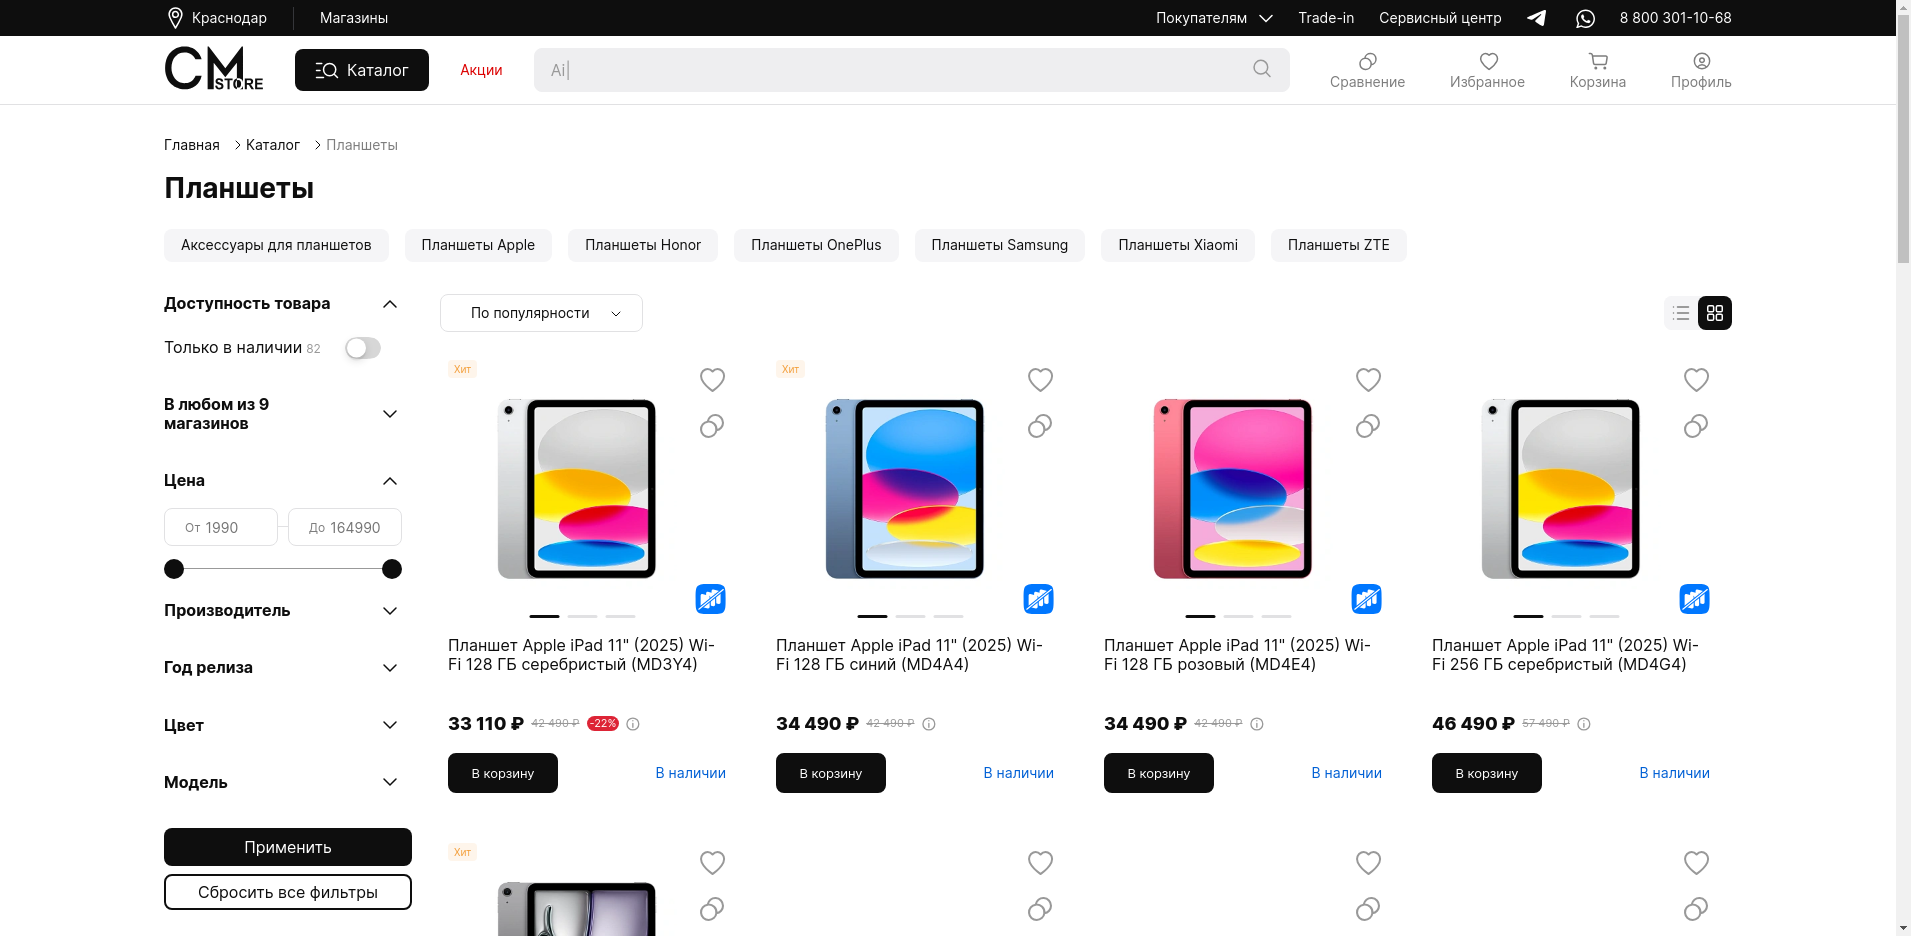 Краснодар
Магазины
Покупателям
Trade-in
Сервисный центр
8 800 301-10-68
CM STORE
Каталог
Акции
Ai|
Сравнение
Избранное
Корзина
Профиль
Главная
Каталог
Планшеты
Планшеты
Аксессуары для планшетов
Планшеты Apple
Планшеты Honor
Планшеты OnePlus
Планшеты Samsung
Планшеты Xiaomi
Планшеты ZTE
Доступность товара
Только в наличии 82
В любом из 9
магазинов
Цена
От 1990
До 164990
Производитель
Год релиза
Цвет
Модель
Применить
Сбросить все фильтры
По популярности
Хит
Планшет Apple iPad 11" (2025) Wi-
Fi 128 ГБ серебристый (MD3Y4)
33 110 ₽ 42 490 ₽ -22%
В корзину
В наличии
Хит
Планшет Apple iPad 11" (2025) Wi-
Fi 128 ГБ синий (MD4A4)
34 490 ₽ 42 490 ₽
В корзину
В наличии
Планшет Apple iPad 11" (2025) Wi-
Fi 128 ГБ розовый (MD4E4)
34 490 ₽ 42 490 ₽
В корзину
В наличии
Планшет Apple iPad 11" (2025) Wi-
Fi 256 ГБ серебристый (MD4G4)
46 490 ₽ 57 490 ₽
В корзину
В наличии
Хит